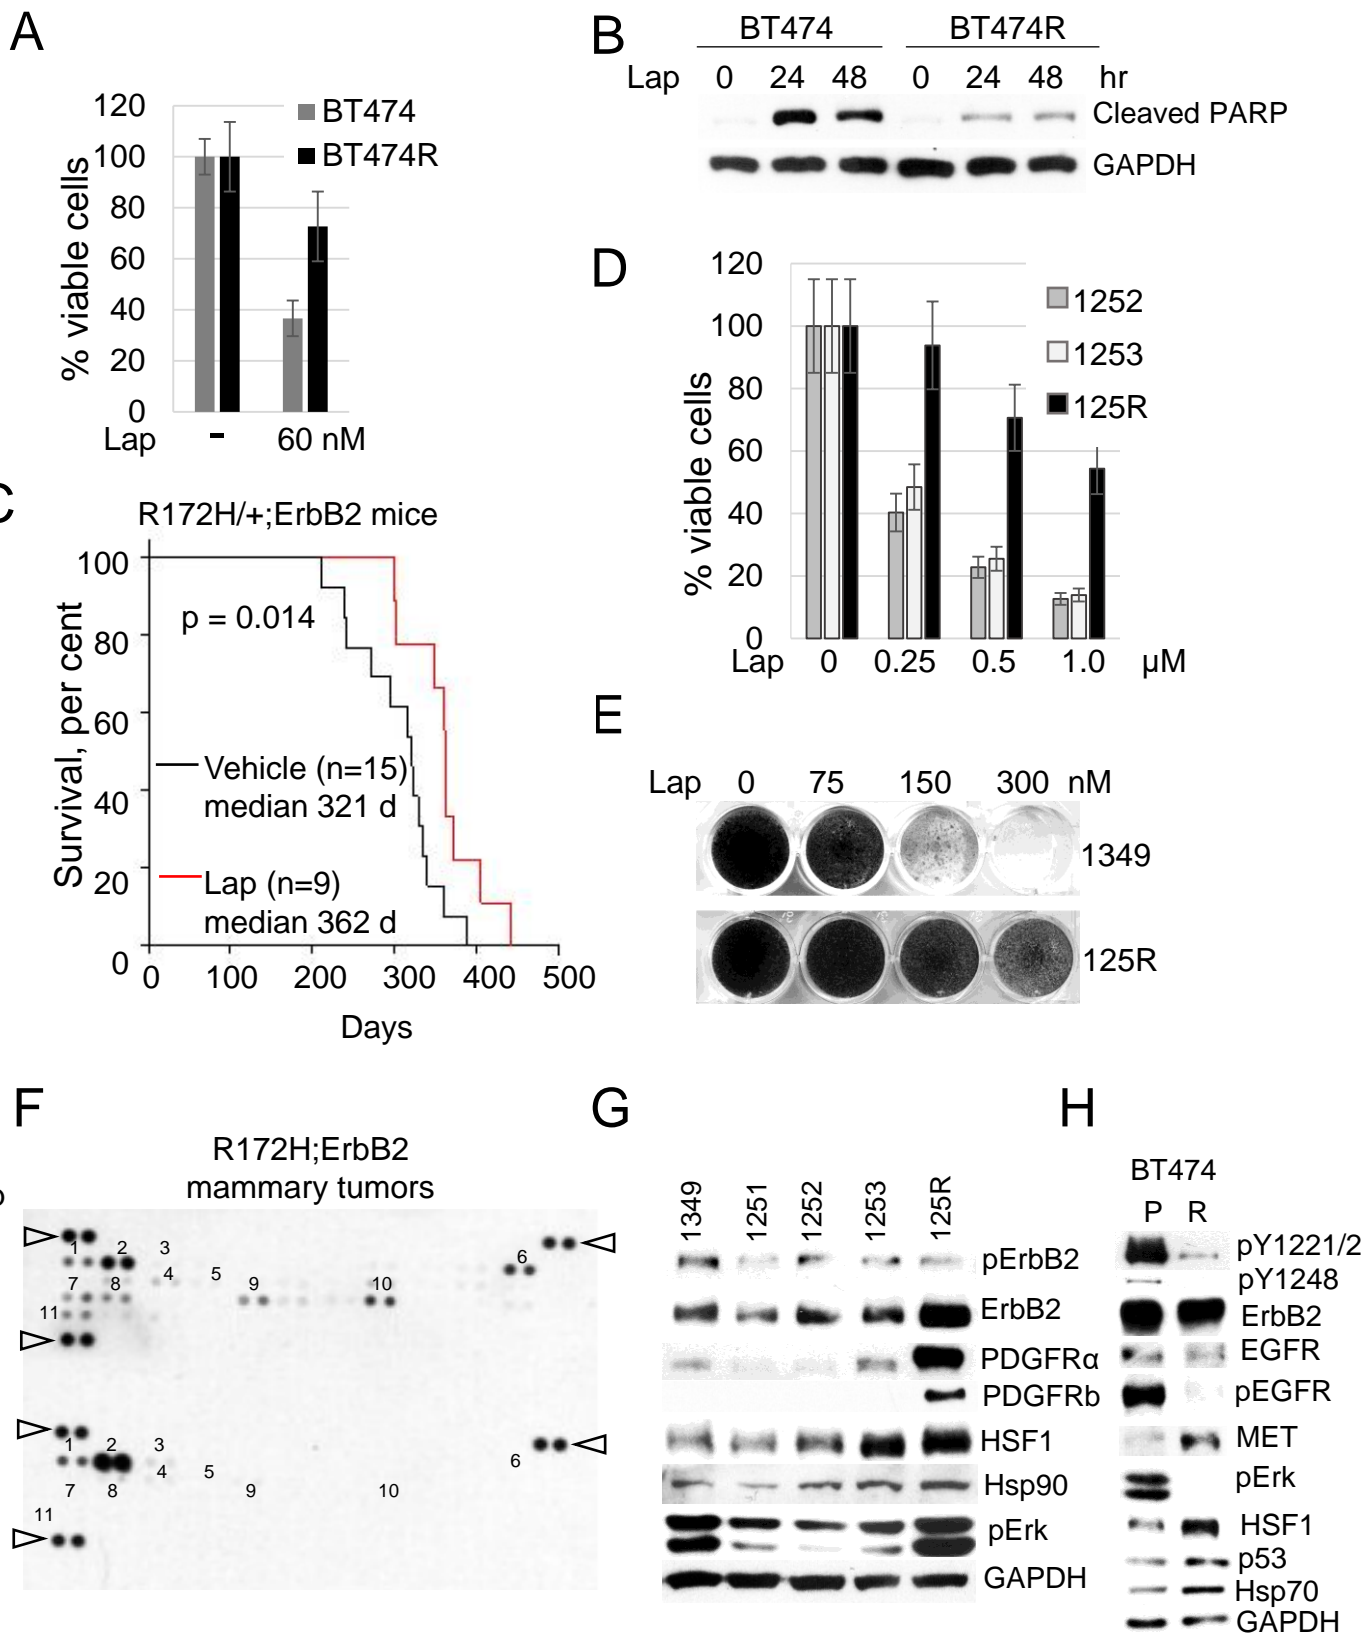 A
120
100
80
60
40
20
0
% viable cells
BT474
BT474R
Lap
-
60 nM
B
BT474
BT474R
Lap 0 24 48 0 24 48 hr
Cleaved PARP
GAPDH
C
R172H/+;ErbB2 mice
100
80
60
40
20
0
Survival, per cent
p = 0.014
Vehicle (n=15)
median 321 d
Lap (n=9)
median 362 d
0 100 200 300 400 500
Days
D
120
100
80
60
40
20
0
% viable cells
1252
1253
125R
Lap 0 0.25 0.5 1.0 µM
E
Lap 0 75 150 300 nM
1349
125R
F
R172H;ErbB2
mammary tumors
1 2 3 6
4 5
7 8 9 10
11
1 2 3
4 5 6
7 8 9 10
11
G
1349 1251 1252 1253 125R
pErbB2
ErbB2
PDGFRα
PDGFRb
HSF1
Hsp90
pErk
GAPDH
H
BT474
P R
pY1221/2
pY1248
ErbB2
EGFR
pEGFR
MET
pErk
HSF1
p53
Hsp70
GAPDH